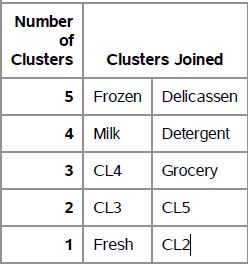 Number
of
Clusters Clusters Joined
5 Frozen Delicassen
4 Milk Detergent
3 CL4 Grocery
2 CL3 CL5
1 Fresh CL2